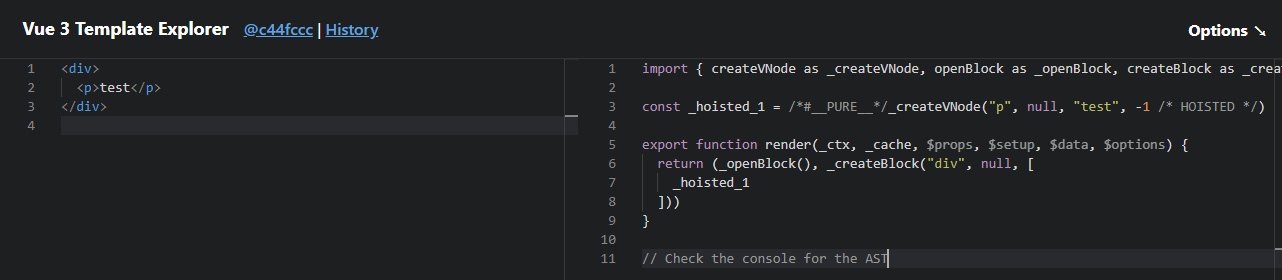 Vue 3 Template Explorer @c44fccc | History
Options ↘
1 <div>
2 <p>test</p>
3 </div>
4
1 import { createVNode as _createVNode, openBlock as _openBlock, createBlock as _crea
2
3 const _hoisted_1 = /*#__PURE__*/_createVNode("p", null, "test", -1 /* HOISTED */)
4
5 export function render(_ctx, _cache, $props, $setup, $data, $options) {
6 return (_openBlock(), _createBlock("div", null, [
7 _hoisted_1
8 ]))
9 }
10
11 // Check the console for the AST